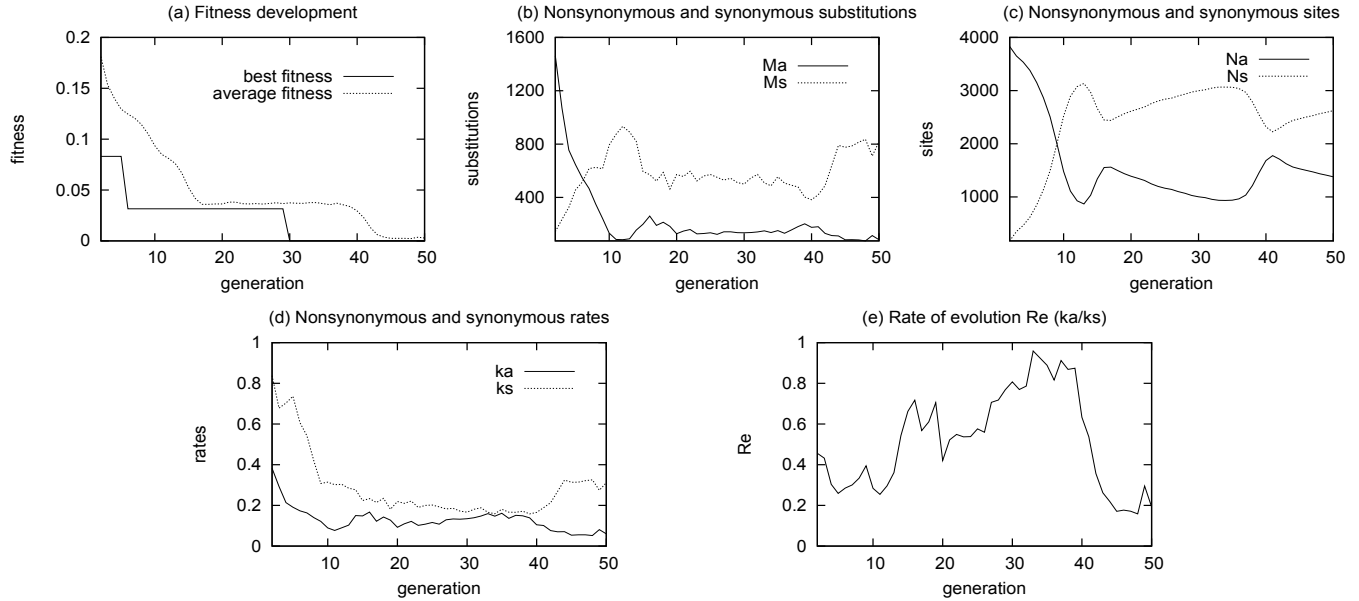 (a) Fitness development
0.2
0.15
0.1
0.05
0
10 20 30 40 50
fitness
generation
best fitness
average fitness
(b) Nonsynonymous and synonymous substitutions
1600
1200
800
400
10 20 30 40 50
substitutions
generation
Ma
Ms
(c) Nonsynonymous and synonymous sites
4000
3000
2000
1000
10 20 30 40 50
sites
generation
Na
Ns
(d) Nonsynonymous and synonymous rates
1
0.8
0.6
0.4
0.2
0
10 20 30 40 50
rates
generation
ka
ks
(e) Rate of evolution Re (ka/ks)
1
0.8
0.6
0.4
0.2
0
10 20 30 40 50
Re
generation